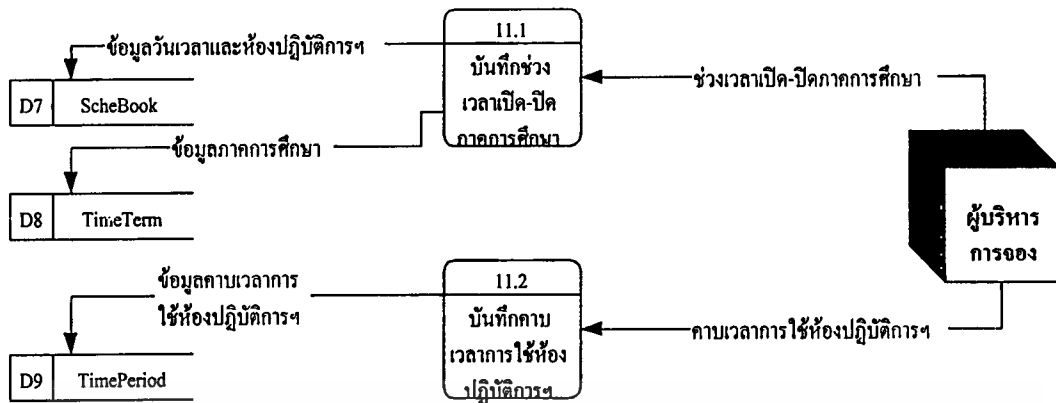 11.1
ข้อมูลวันเวลาและห้องปฏิบัติการฯ
บันทึกช่วง
เวลาเปิด-ปิด
ภาคการศึกษา
ช่วงเวลาเปิด-ปิดภาคการศึกษา
D7 ScheBook
ข้อมูลภาคการศึกษา
D8 TimeTerm
ผู้บริหาร
การจอง
11.2
ข้อมูลคาบเวลาการ
ใช้ห้องปฏิบัติการฯ
บันทึกคาบ
เวลาการใช้ห้อง
ปฏิบัติการฯ
คาบเวลาการใช้ห้องปฏิบัติการฯ
D9 TimePeriod